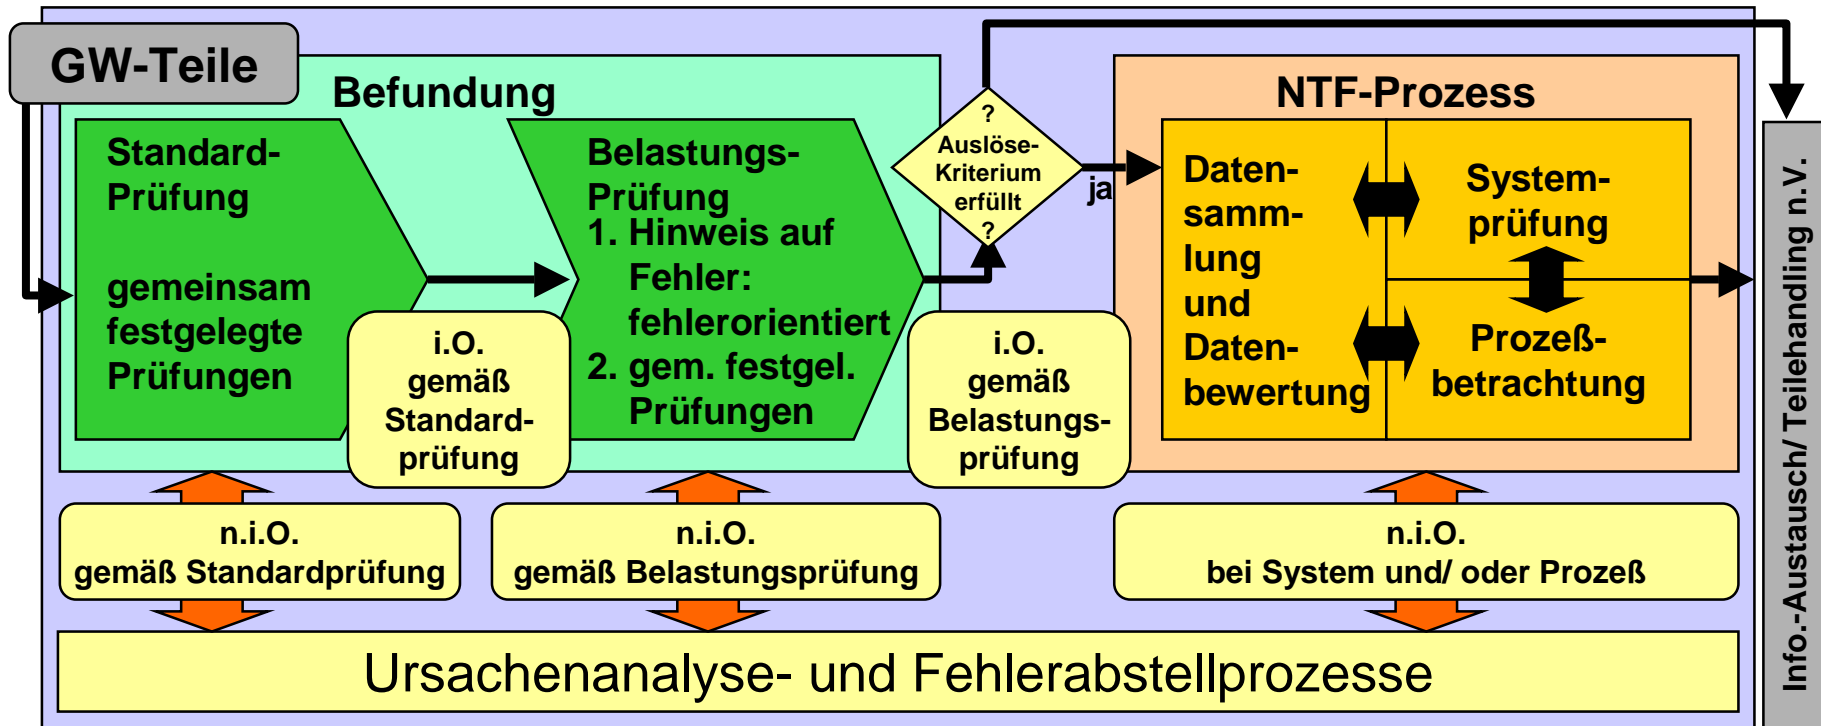 GW-Teile
Befundung
Standard-
Prüfung
gemeinsam
festgelegte
Prüfungen
i.O.
gemäß
Standard-
prüfung
Belastungs-
Prüfung
1. Hinweis auf
Fehler:
fehlerorientiert
2. gem. festgel.
Prüfungen
i.O.
gemäß
Belastungs-
prüfung
?
Auslöse-
Kriterium
erfüllt
?
ja
NTF-Prozess
Daten-
samm-
lung
und
Daten-
bewertung
System-
prüfung
Prozeß-
betrachtung
n.i.O.
gemäß Standardprüfung
n.i.O.
gemäß Belastungsprüfung
n.i.O.
bei System und/ oder Prozeß
Ursachenanalyse- und Fehlerabstellprozesse
Info.-Austausch/ Teilehandling n.V.